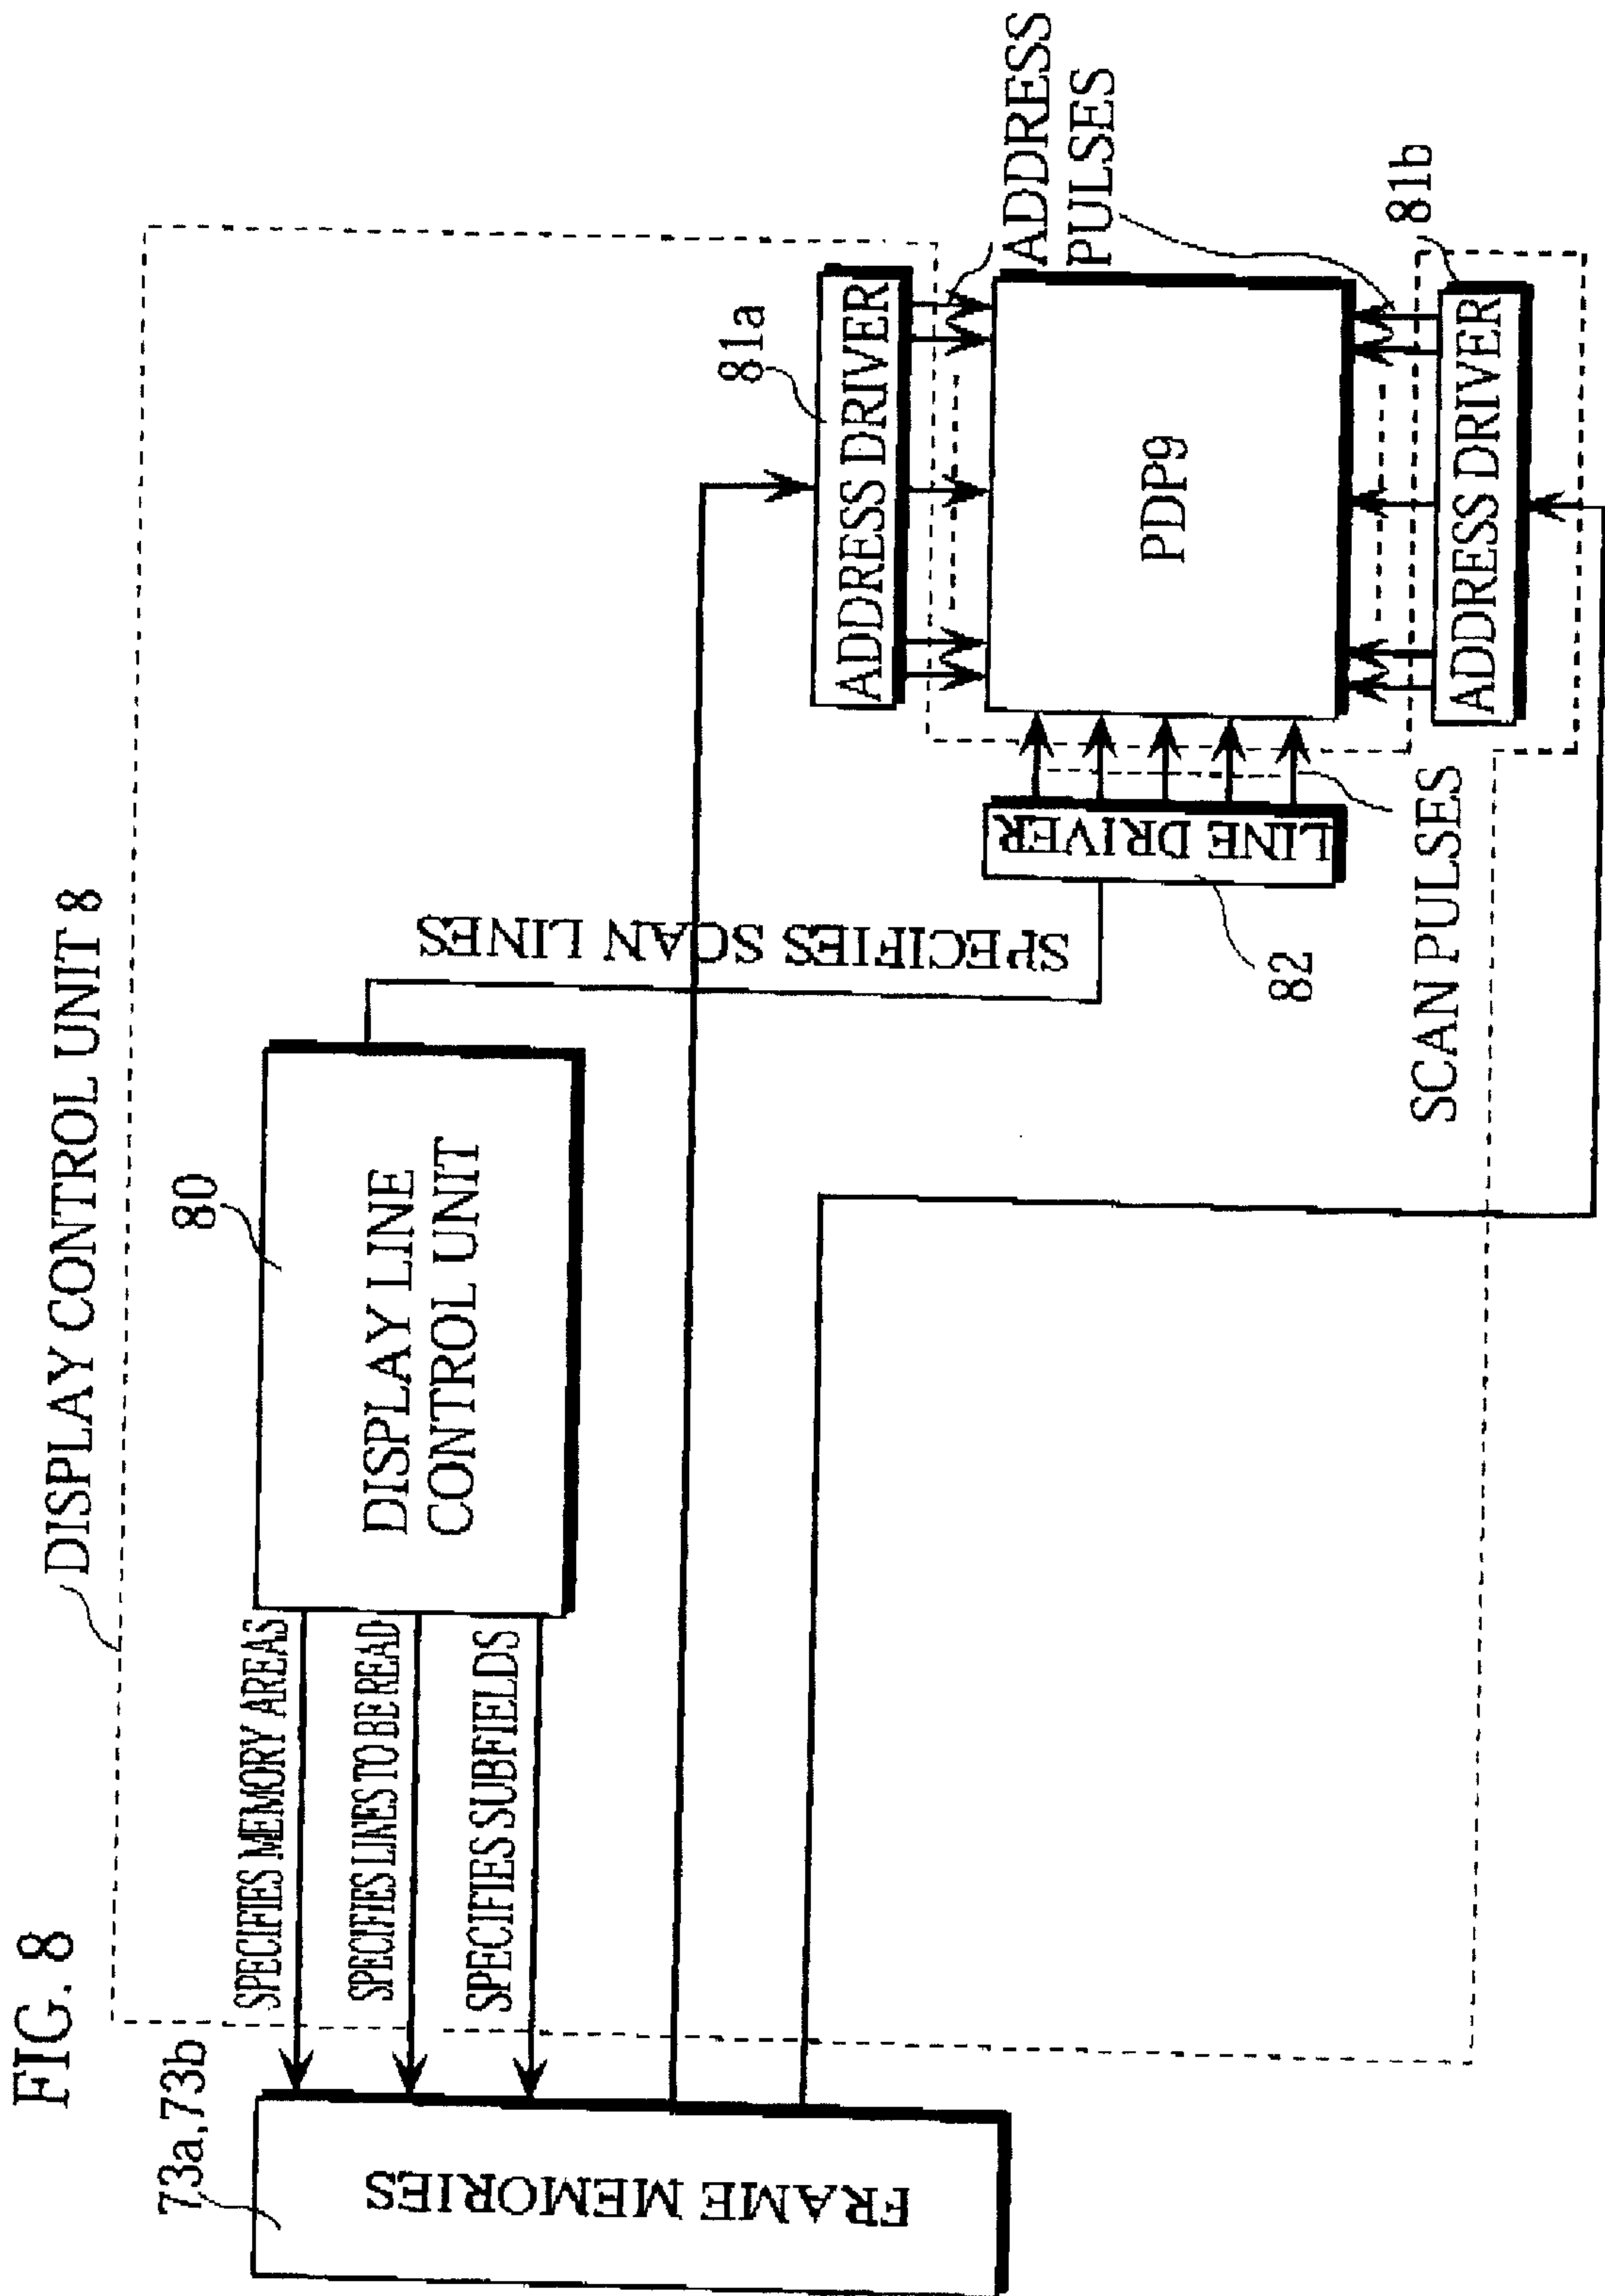 FIG. 8
DISPLAY CONTROL UNIT 8
73a,73b
FRAME MEMORIES
SPECIFIES MEMORY AREAS
SPECIFIES LINES TO BE READ
SPECIFIES SUBFIELDS
80
DISPLAY LINE
CONTROL UNIT
SPECIFIES SCAN LINES
81a
ADDRESS DRIVER
ADDRESS
PULSES
LINE DRIVER
82
PDP9
SCAN PULSES
ADDRESS DRIVER
81b